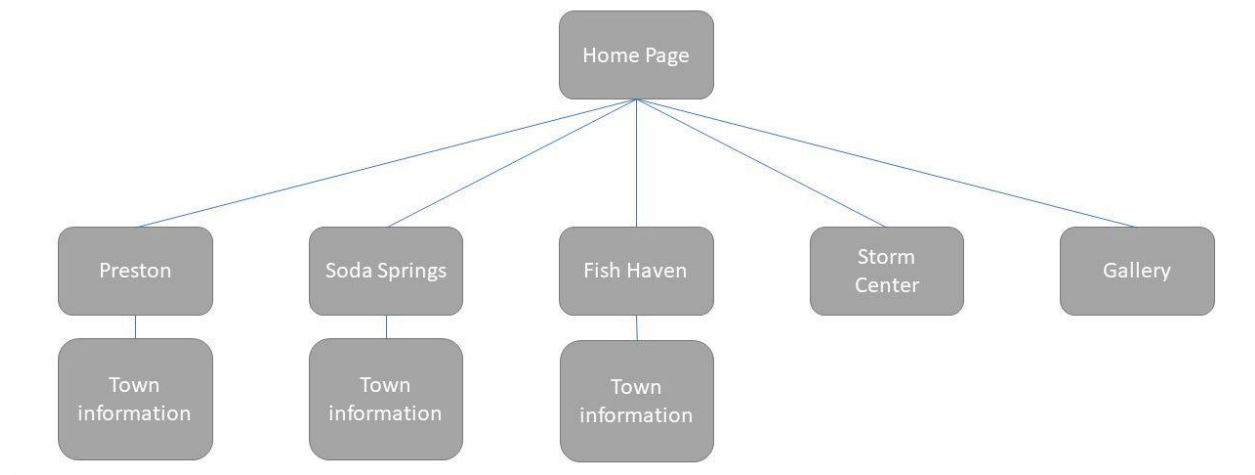 Home Page
Preston
Soda Springs
Fish Haven
Storm
Center
Gallery
Town
information
Town
information
Town
information